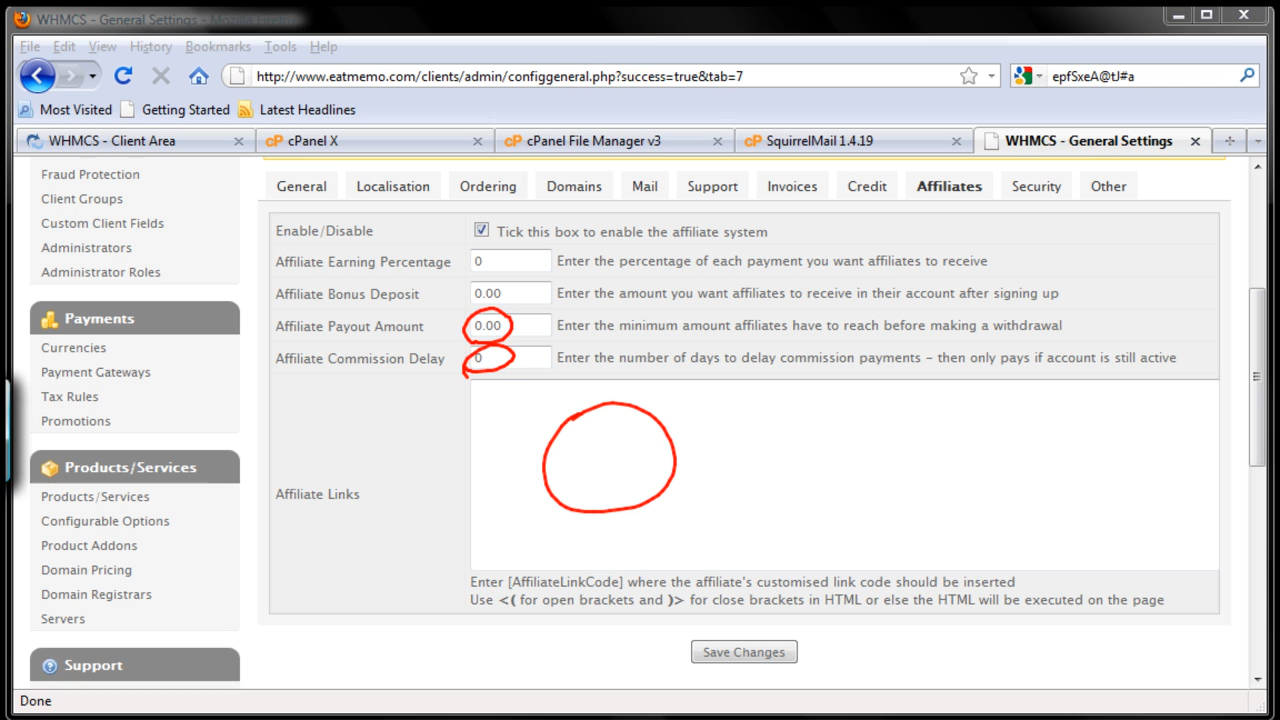 WHMCS - General Settings - Mozilla Firefox
File Edit View History Bookmarks Tools Help
http://www.eatmemo.com/clients/admin/configgeneral.php?success=true&tab=7
epfSxeA@tJ#a
Most Visited Getting Started Latest Headlines
WHMCS - Client Area
cP cPanel X
cP cPanel File Manager v3
cP SquirrelMail 1.4.19
WHMCS - General Settings
Fraud Protection
Client Groups
Custom Client Fields
Administrators
Administrator Roles
Payments
Currencies
Payment Gateways
Tax Rules
Promotions
Products/Services
Products/Services
Configurable Options
Product Addons
Domain Pricing
Domain Registrars
Servers
Support
General Localisation Ordering Domains Mail Support Invoices Credit Affiliates Security Other
Enable/Disable Tick this box to enable the affiliate system
Affiliate Earning Percentage 0 Enter the percentage of each payment you want affiliates to receive
Affiliate Bonus Deposit 0.00 Enter the amount you want affiliates to receive in their account after signing up
Affiliate Payout Amount 0.00 Enter the minimum amount affiliates have to reach before making a withdrawal
Affiliate Commission Delay 0 Enter the number of days to delay commission payments - then only pays if account is still active
Affiliate Links
Enter [AffiliateLinkCode] where the affiliate's customised link code should be inserted
Use <( for open brackets and )> for close brackets in HTML or else the HTML will be executed on the page
Save Changes
Done